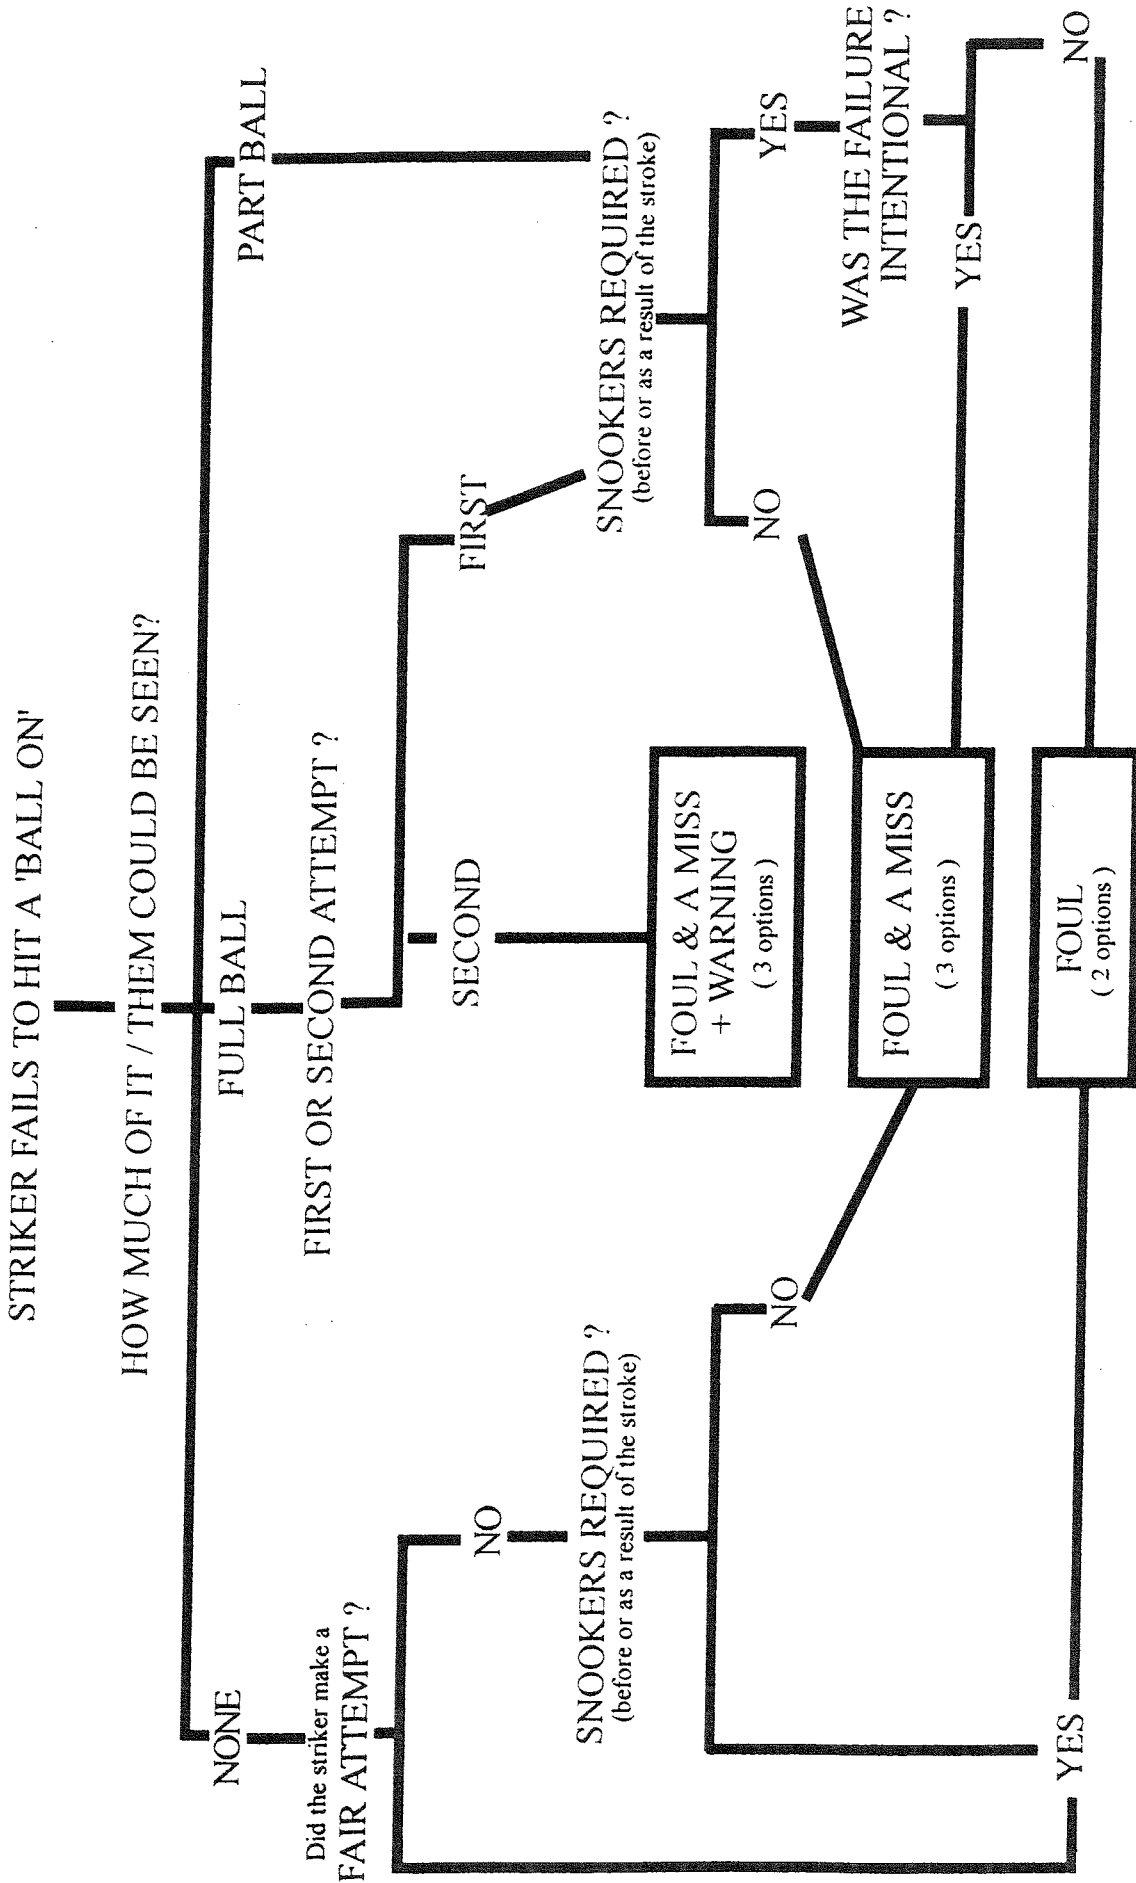 STRIKER FAILS TO HIT A 'BALL ON'
HOW MUCH OF IT / THEM COULD BE SEEN?
NONE
FULL BALL
PART BALL
Did the striker make a
FAIR ATTEMPT ?
FIRST OR SECOND ATTEMPT ?
NO
SECOND
FIRST
SNOOKERS REQUIRED ?
(before or as a result of the stroke)
SNOOKERS REQUIRED ?
(before or as a result of the stroke)
FOUL & A MISS
+ WARNING
( 3 options )
NO
NO
YES
WAS THE FAILURE
INTENTIONAL ?
FOUL & A MISS
( 3 options )
YES
YES
FOUL
( 2 options )
NO